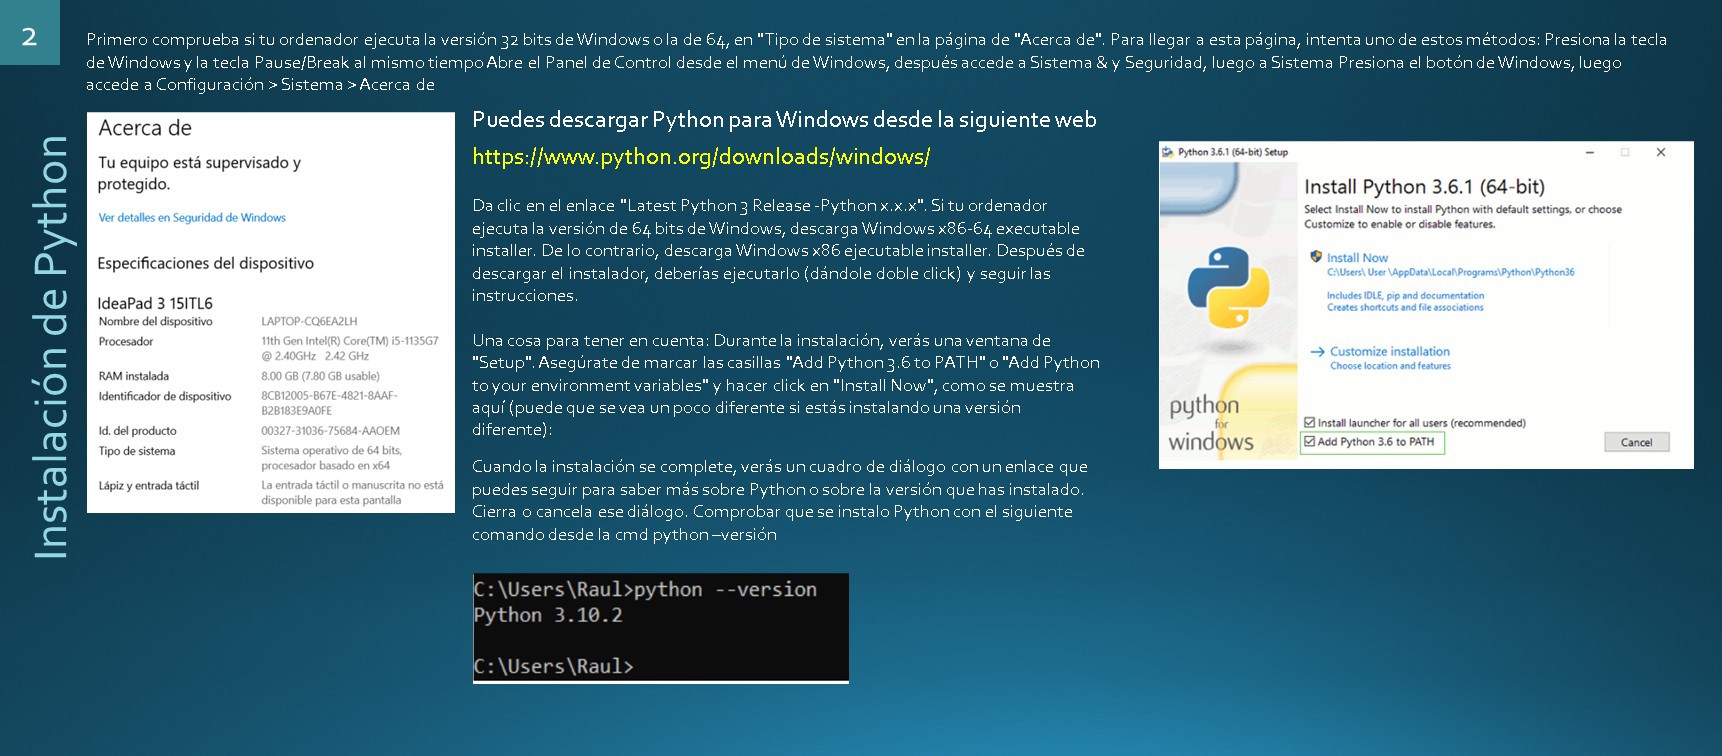 2
Instalación de Python
Primero comprueba si tu ordenador ejecuta la versión 32 bits de Windows o la de 64, en "Tipo de sistema" en la página de "Acerca de". Para llegar a esta página, intenta uno de estos métodos: Presiona la tecla
de Windows y la tecla Pause/Break al mismo tiempo Abre el Panel de Control desde el menú de Windows, después accede a Sistema & y Seguridad, luego a Sistema Presiona el botón de Windows, luego
accede a Configuración > Sistema > Acerca de
Acerca de
Tu equipo está supervisado y
protegido.
Ver detalles en Seguridad de Windows
Especificaciones del dispositivo
IdeaPad 3 15ITL6
Nombre del dispositivo LAPTOP-CQ6EA2LH
Procesador 11th Gen Intel(R) Core(TM) i5-1135G7
@ 2.40GHz 2.42 GHz
RAM instalada 8.00 GB (7.80 GB usable)
Identificador de dispositivo 8CB12005-B67E-4821-8AAF-
B2B183E9A0FE
Id. del producto 00327-31036-75684-AAOEM
Tipo de sistema Sistema operativo de 64 bits,
procesador basado en x64
Lápiz y entrada táctil La entrada táctil o manuscrita no está
disponible para esta pantalla
Puedes descargar Python para Windows desde la siguiente web
https://www.python.org/downloads/windows/
Da clic en el enlace "Latest Python 3 Release -Python x.x.x". Si tu ordenador
ejecuta la versión de 64 bits de Windows, descarga Windows x86-64 executable
installer. De lo contrario, descarga Windows x86 ejecutable installer. Después de
descargar el instalador, deberías ejecutarlo (dándole doble click) y seguir las
instrucciones.
Una cosa para tener en cuenta: Durante la instalación, verás una ventana de
"Setup". Asegúrate de marcar las casillas "Add Python 3.6 to PATH" o "Add Python
to your environment variables" y hacer click en "Install Now", como se muestra
aquí (puede que se vea un poco diferente si estás instalando una versión
diferente):
Cuando la instalación se complete, verás un cuadro de diálogo con un enlace que
puedes seguir para saber más sobre Python o sobre la versión que has instalado.
Cierra o cancela ese diálogo. Comprobar que se instalo Python con el siguiente
comando desde la cmd python –versión
C:\Users\Raul>python --version
Python 3.10.2
C:\Users\Raul>
Python 3.6.1 (64-bit) Setup
Install Python 3.6.1 (64-bit)
Select Install Now to install Python with default settings, or choose
Customize to enable or disable features.
Install Now
C:\Users\ User \AppData\Local\Programs\Python\Python36
Includes IDLE, pip and documentation
Creates shortcuts and file associations
Customize installation
Choose location and features
python
for
windows
Install launcher for all users (recommended)
Add Python 3.6 to PATH
Cancel